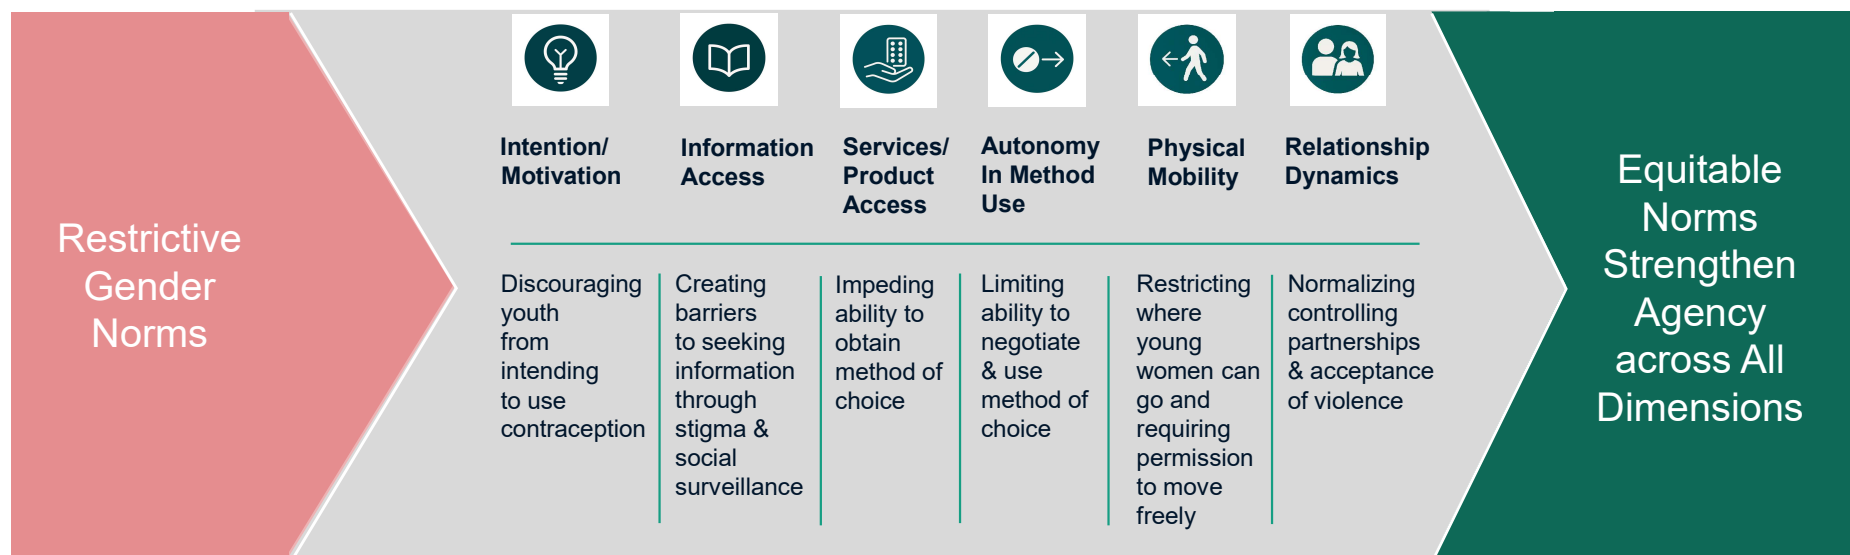 Restrictive
Gender
Norms
Intention/
Motivation
Information
Access
Services/
Product
Access
Autonomy
In Method
Use
Physical
Mobility
Relationship
Dynamics
Discouraging
youth
from
intending
to use
contraception
Creating
barriers
to seeking
information
through
stigma &
social
surveillance
Impeding
ability to
obtain
method of
choice
Limiting
ability to
negotiate
& use
method of
choice
Restricting
where
young
women can
go and
requiring
permission
to move
freely
Normalizing
controlling
partnerships
& acceptance
of violence
Equitable
Norms
Strengthen
Agency
across All
Dimensions